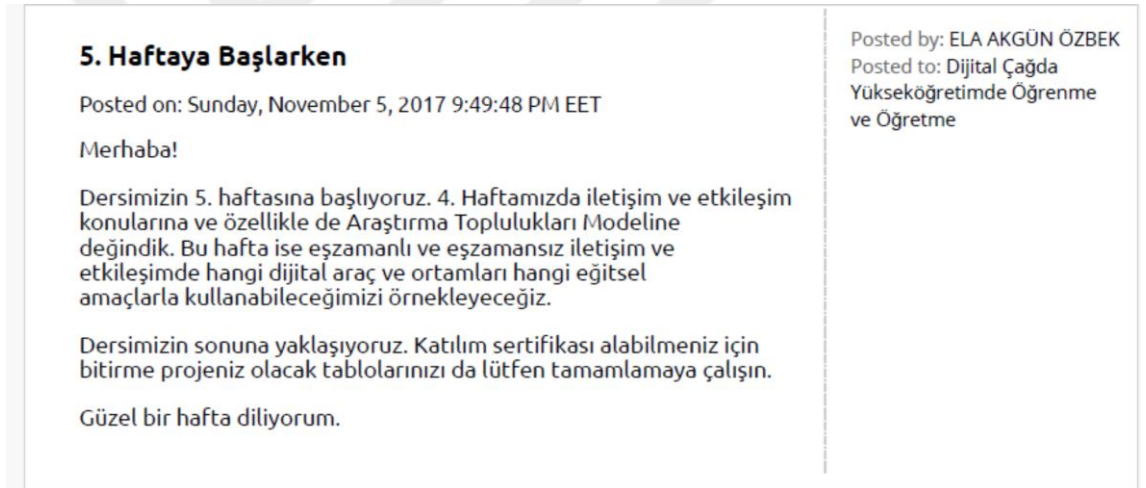 5. Haftaya Başlarken
Posted on: Sunday, November 5, 2017 9:49:48 PM EET
Merhaba!
Dersimizin 5. haftasına başlıyoruz. 4. Haftamızda iletişim ve etkileşim
konularına ve özellikle de Araştırma Toplulukları Modeline
değindik. Bu hafta ise eşzamanlı ve eşzamansız iletişim ve
etkileşimde hangi dijital araç ve ortamları hangi eğitsel
amaçlarla kullanabileceğimizi örnekleyeceğiz.
Dersimizin sonuna yaklaşıyoruz. Katılım sertifikası alabilmeniz için
bitirme projeniz olacak tablolarınızı da lütfen tamamlamaya çalışın.
Güzel bir hafta diliyorum.
Posted by: ELA AKGÜN ÖZBEK
Posted to: Dijital Çağda
Yükseköğretimde Öğrenme
ve Öğretme